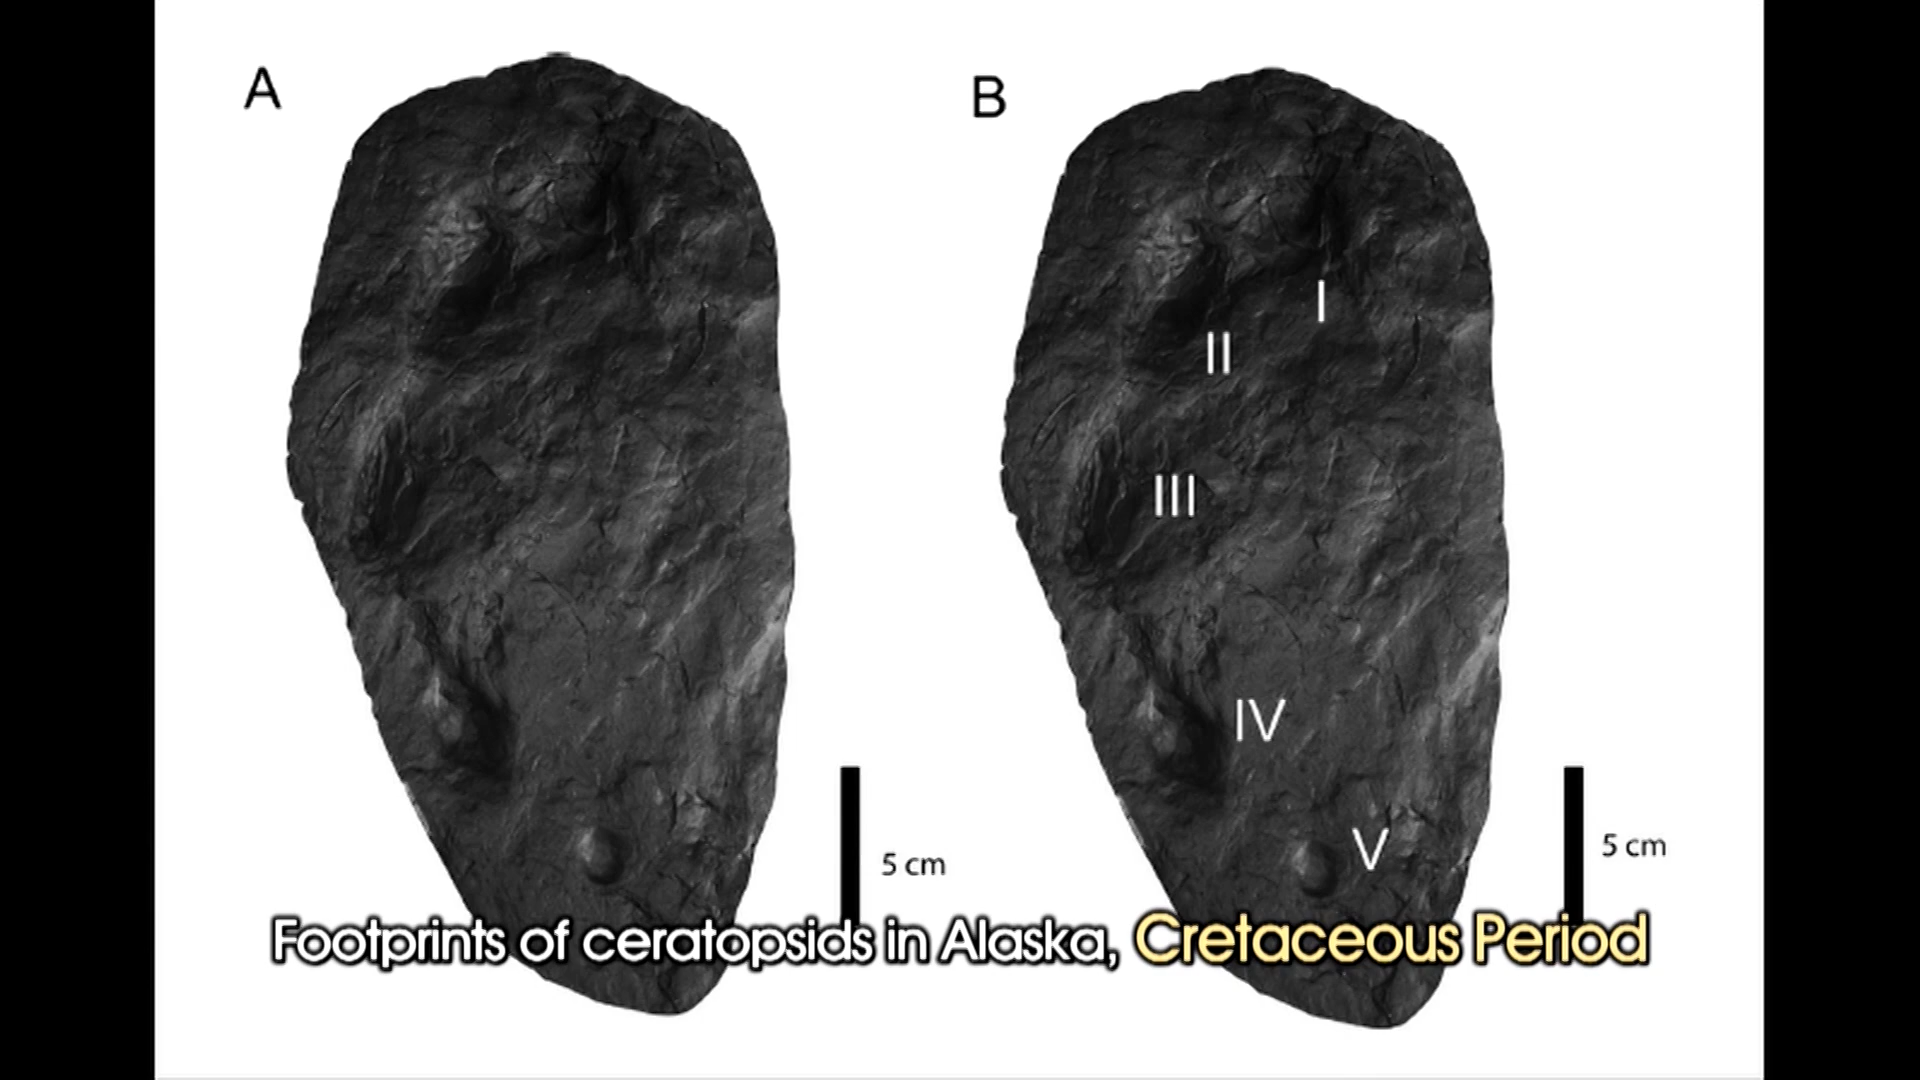 A
B
I
II
III
IV
V
5 cm
5 cm
Footprints of ceratopsids in Alaska, Cretaceous Period